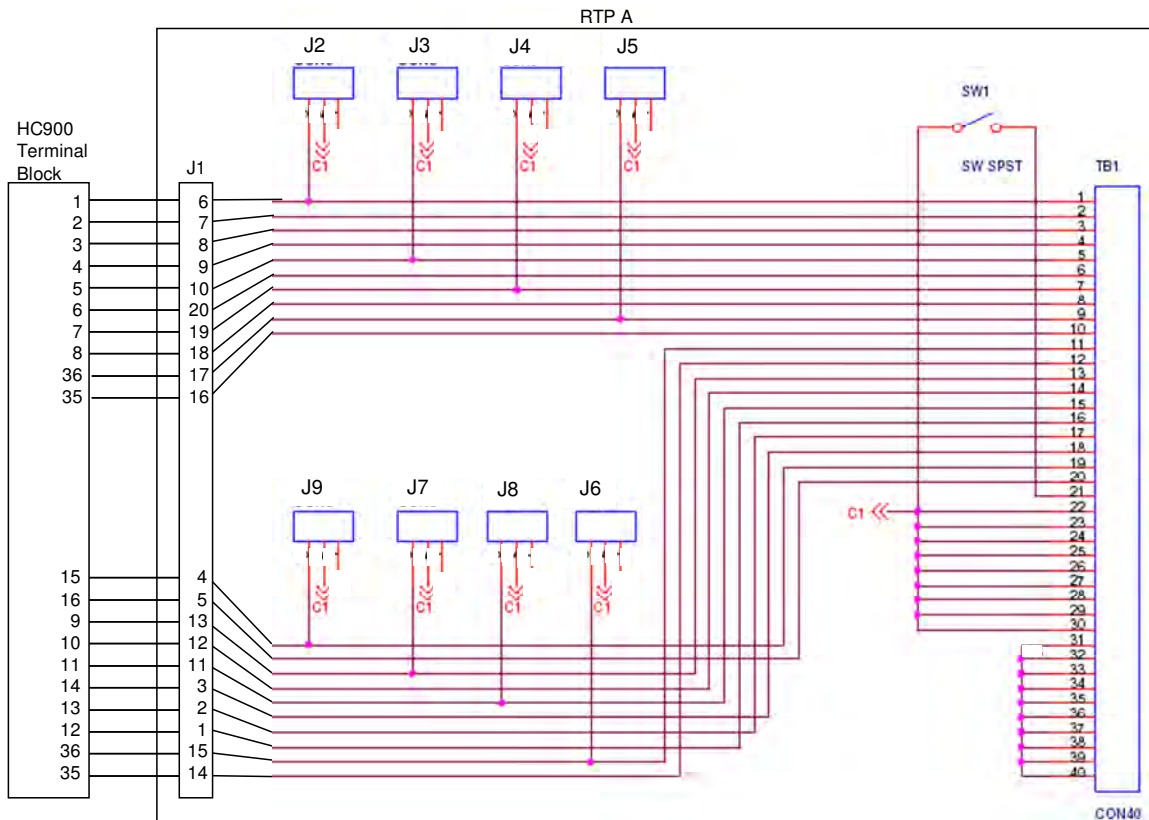 RTP A
J2
J3
J4
J5
SW1
SW SPST
HC900
Terminal
Block
J1
TB1
C1
C1
C1
C1
1 6
2 7
3 8
4 9
5 10
6 20
7 19
8 18
36 17
35 16
1
2
3
4
5
6
7
8
9
10
11
12
13
14
15
16
17
18
19
20
21
22
23
24
25
26
27
28
29
30
31
32
33
34
35
36
37
38
39
40
C1
J9
J7
J8
J6
C1
C1
C1
C1
15 4
16 5
9 13
10 12
11 11
14 3
13 2
12 1
36 15
35 14
CON40